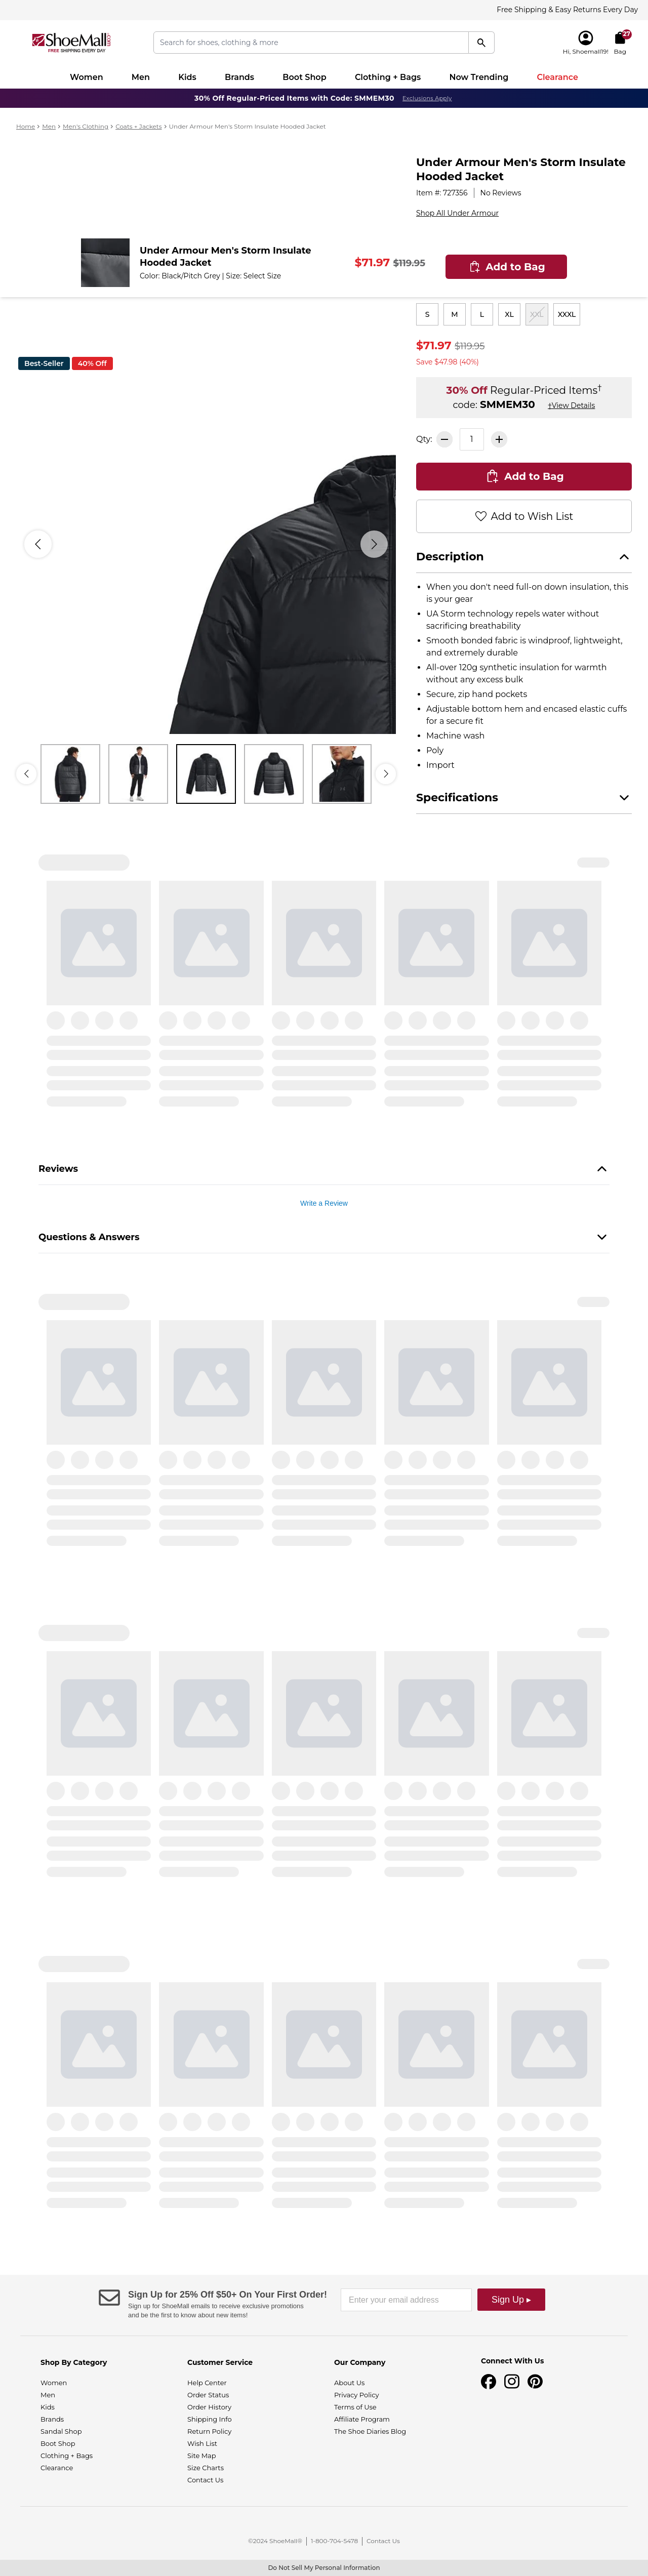 Free Shipping & Easy Returns Every Day
ShoeMall
FREE SHIPPING EVERY DAY
Search for shoes, clothing & more
27
Hi, Shoemall19!
Bag
Women
Men
Kids
Brands
Boot Shop
Clothing + Bags
Now Trending
Clearance
30% Off Regular-Priced Items with Code: SMMEM30 Exclusions Apply
Home > Men > Men's Clothing > Coats + Jackets > Under Armour Men's Storm Insulate Hooded Jacket
Under Armour Men's Storm Insulate
Hooded Jacket
Item #: 727356 | No Reviews
Shop All Under Armour
Under Armour Men's Storm Insulate
Hooded Jacket
Color: Black/Pitch Grey | Size: Select Size
$71.97 $119.95
Add to Bag
S
M
L
XL
XXL
XXXL
$71.97 $119.95
Save $47.98 (40%)
Best-Seller
40% Off
30% Off Regular-Priced Items†
code: SMMEM30 †View Details
Qty:
1
Add to Bag
Add to Wish List
Description
• When you don't need full-on down insulation, this
is your gear
• UA Storm technology repels water without
sacrificing breathability
• Smooth bonded fabric is windproof, lightweight,
and extremely durable
• All-over 120g synthetic insulation for warmth
without any excess bulk
• Secure, zip hand pockets
• Adjustable bottom hem and encased elastic cuffs
for a secure fit
• Machine wash
• Poly
• Import
Specifications
Reviews
Write a Review
Questions & Answers
Sign Up for 25% Off $50+ On Your First Order!
Sign up for ShoeMall emails to receive exclusive promotions
and be the first to know about new items!
Enter your email address
Sign Up ▸
Shop By Category
Women
Men
Kids
Brands
Sandal Shop
Boot Shop
Clothing + Bags
Clearance
Customer Service
Help Center
Order Status
Order History
Shipping Info
Return Policy
Wish List
Site Map
Size Charts
Contact Us
Our Company
About Us
Privacy Policy
Terms of Use
Affiliate Program
The Shoe Diaries Blog
Connect With Us
©2024 ShoeMall® | 1-800-704-5478 | Contact Us
Do Not Sell My Personal Information